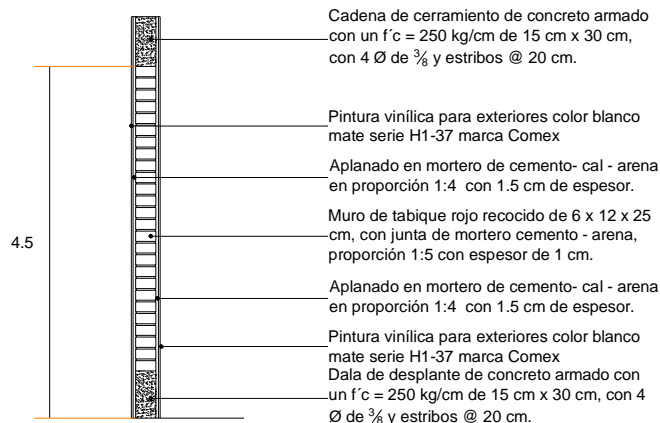 Cadena de cerramiento de concreto armado
con un f´c = 250 kg/cm de 15 cm x 30 cm,
con 4 Ø de 3/8 y estribos @ 20 cm.
Pintura vinílica para exteriores color blanco
mate serie H1-37 marca Comex
Aplanado en mortero de cemento- cal - arena
en proporción 1:4 con 1.5 cm de espesor.
4.5
Muro de tabique rojo recocido de 6 x 12 x 25
cm, con junta de mortero cemento - arena,
proporción 1:5 con espesor de 1 cm.
Aplanado en mortero de cemento- cal - arena
en proporción 1:4 con 1.5 cm de espesor.
Pintura vinílica para exteriores color blanco
mate serie H1-37 marca Comex
Dala de desplante de concreto armado con
un f´c = 250 kg/cm de 15 cm x 30 cm, con 4
Ø de 3/8 y estribos @ 20 cm.